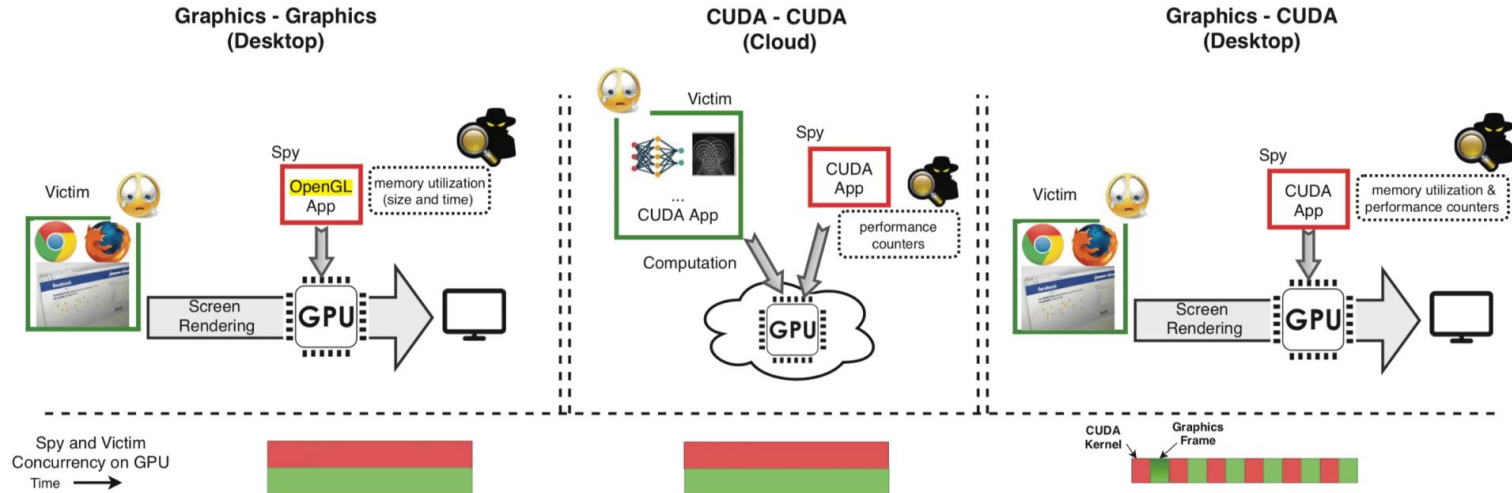 Graphics - Graphics
(Desktop)
Victim
Spy
OpenGL
App
memory utilization
(size and time)
facebook
Screen
Rendering
GPU
CUDA - CUDA
(Cloud)
Victim
...
CUDA App
Spy
CUDA
App
performance
counters
Computation
GPU
Graphics - CUDA
(Desktop)
Victim
Spy
CUDA
App
memory utilization &
performance counters
facebook
Screen
Rendering
GPU
Spy and Victim
Concurrency on GPU
Time
CUDA
Kernel
Graphics
Frame